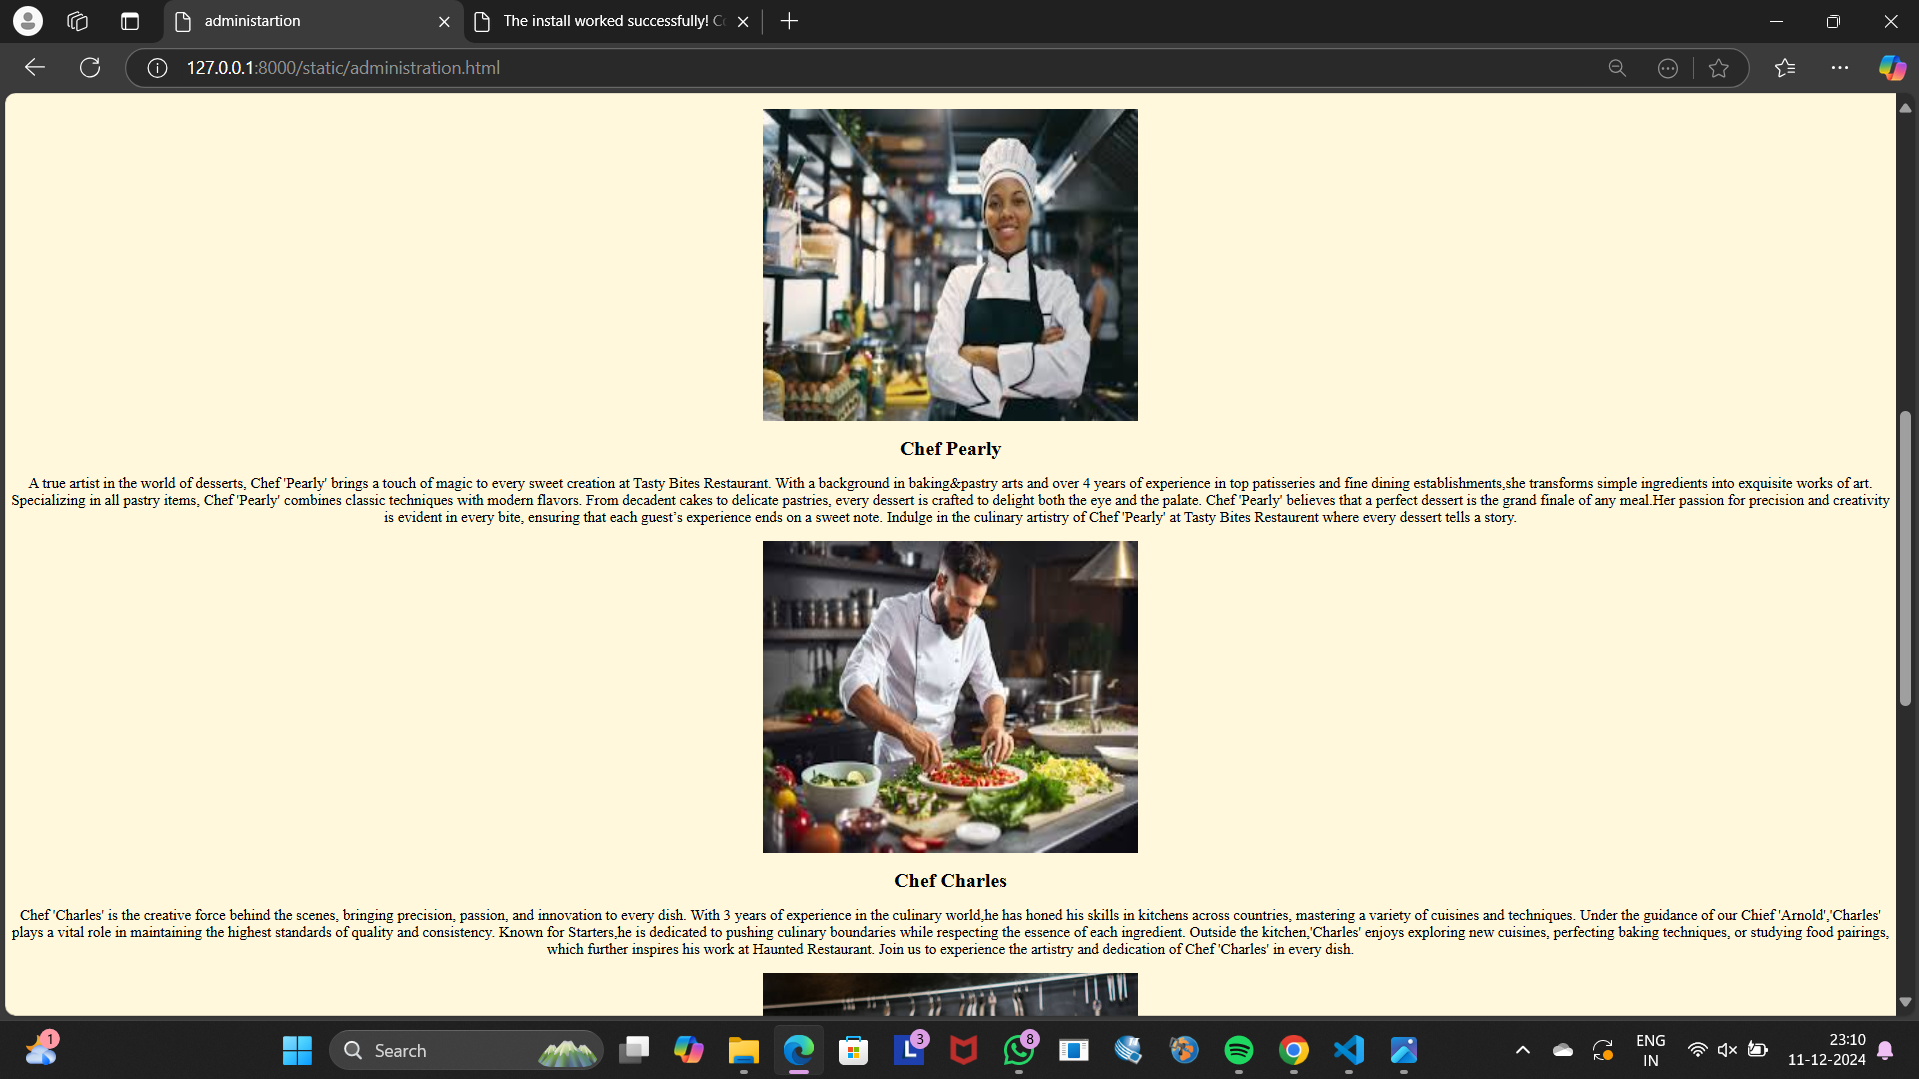 administartion
The install worked successfully! Co
127.0.0.1:8000/static/administration.html
Chef Pearly
A true artist in the world of desserts, Chef 'Pearly' brings a touch of magic to every sweet creation at Tasty Bites Restaurant. With a background in baking&pastry arts and over 4 years of experience in top patisseries and fine dining establishments,she transforms simple ingredients into exquisite works of art.
Specializing in all pastry items, Chef 'Pearly' combines classic techniques with modern flavors. From decadent cakes to delicate pastries, every dessert is crafted to delight both the eye and the palate. Chef 'Pearly' believes that a perfect dessert is the grand finale of any meal.Her passion for precision and creativity
is evident in every bite, ensuring that each guest’s experience ends on a sweet note. Indulge in the culinary artistry of Chef 'Pearly' at Tasty Bites Restaurent where every dessert tells a story.
Chef Charles
Chef 'Charles' is the creative force behind the scenes, bringing precision, passion, and innovation to every dish. With 3 years of experience in the culinary world,he has honed his skills in kitchens across countries, mastering a variety of cuisines and techniques. Under the guidance of our Chief 'Arnold','Charles'
plays a vital role in maintaining the highest standards of quality and consistency. Known for Starters,he is dedicated to pushing culinary boundaries while respecting the essence of each ingredient. Outside the kitchen,'Charles' enjoys exploring new cuisines, perfecting baking techniques, or studying food pairings,
which further inspires his work at Haunted Restaurant. Join us to experience the artistry and dedication of Chef 'Charles' in every dish.
1
Search
3
8
ENG
IN
23:10
11-12-2024